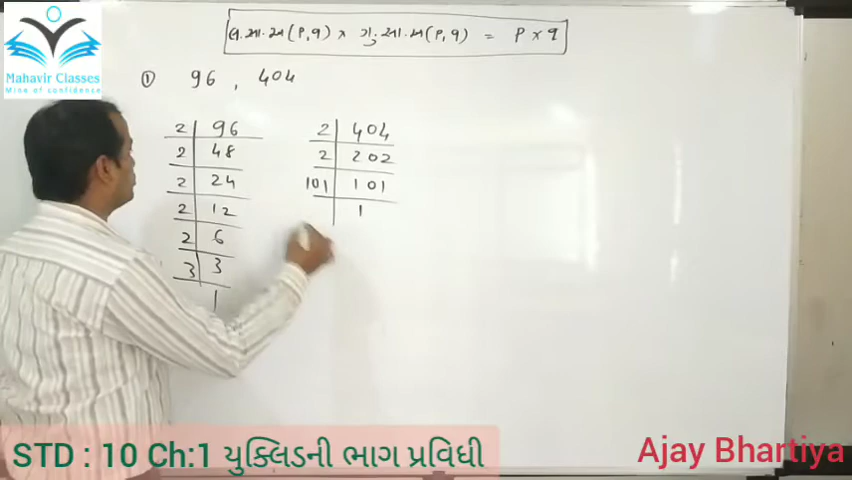 લ.સા.અ(P,q) × ગુ.સા.અ(P,q) = P × q
Mahavir Classes
Mine of confidence
① 96 , 404
2 | 96
2 | 48
2 | 24
2 | 12
2 | 6
3 | 3
1
2 | 404
2 | 202
101 | 101
1
STD : 10 Ch:1 યુક્લિડની ભાગ પ્રવિધી
Ajay Bhartiya